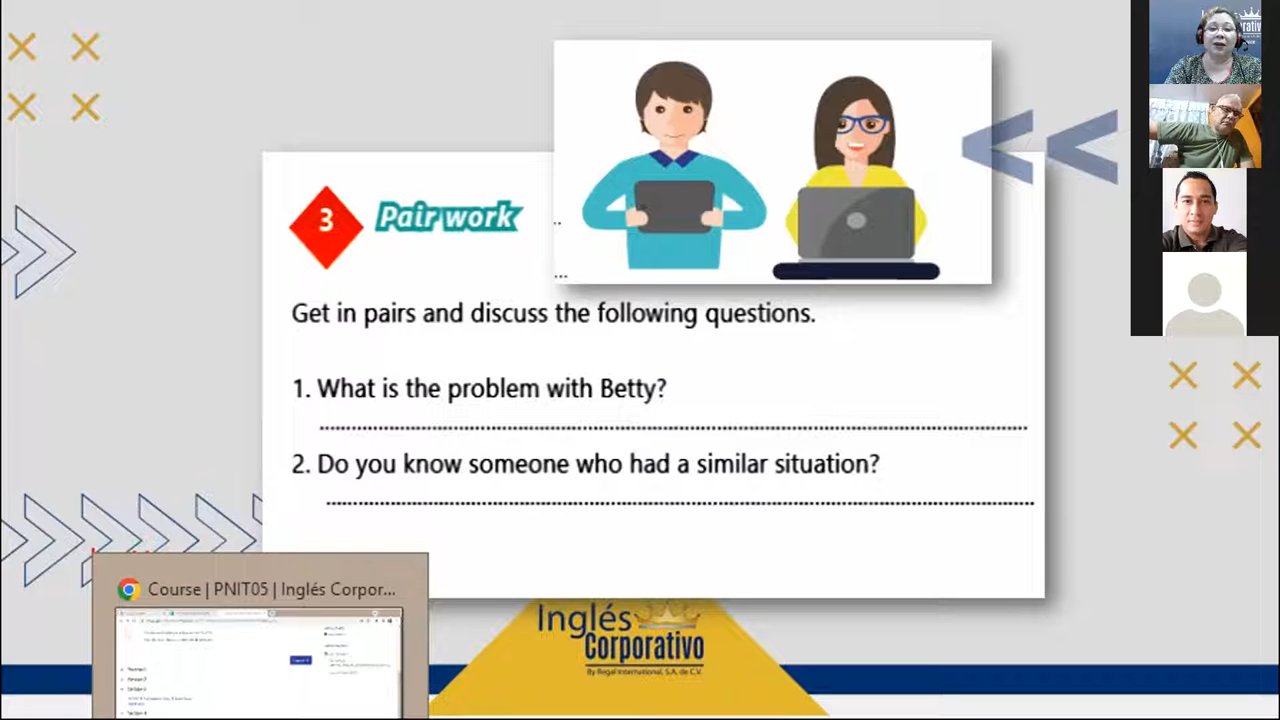 3
Pair work
Get in pairs and discuss the following questions.
1. What is the problem with Betty?
2. Do you know someone who had a similar situation?
Course | PNIT05 | Inglés Corpor...
Inglés
Corporativo
By Regal International, S.A. de C.V.